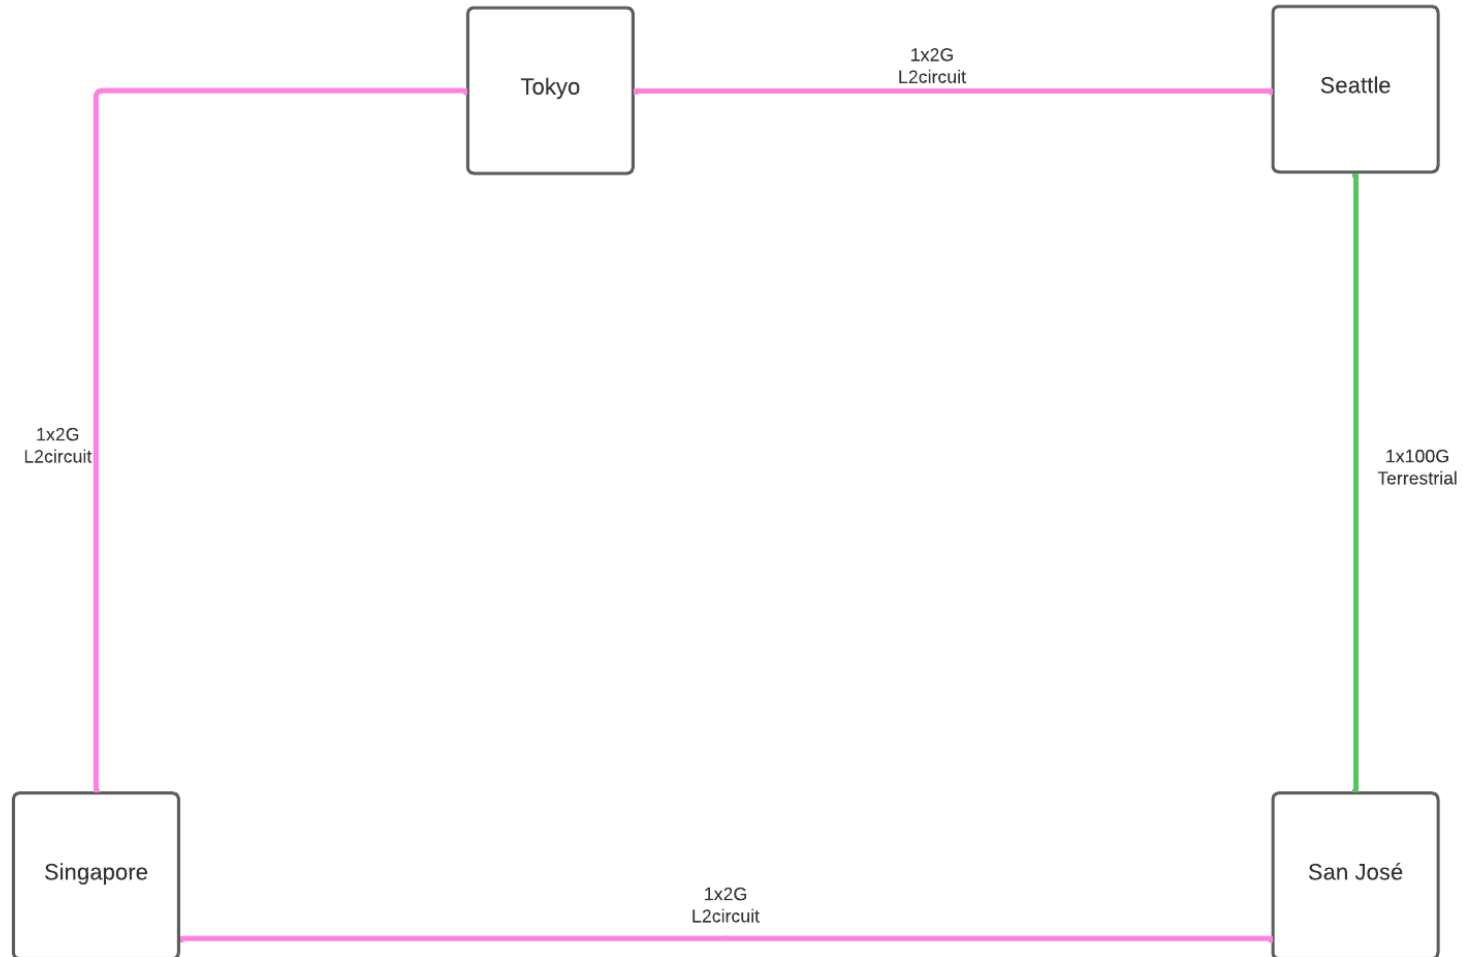 Tokyo
1x2G
L2circuit
Seattle
1x2G
L2circuit
1x100G
Terrestrial
Singapore
1x2G
L2circuit
San José